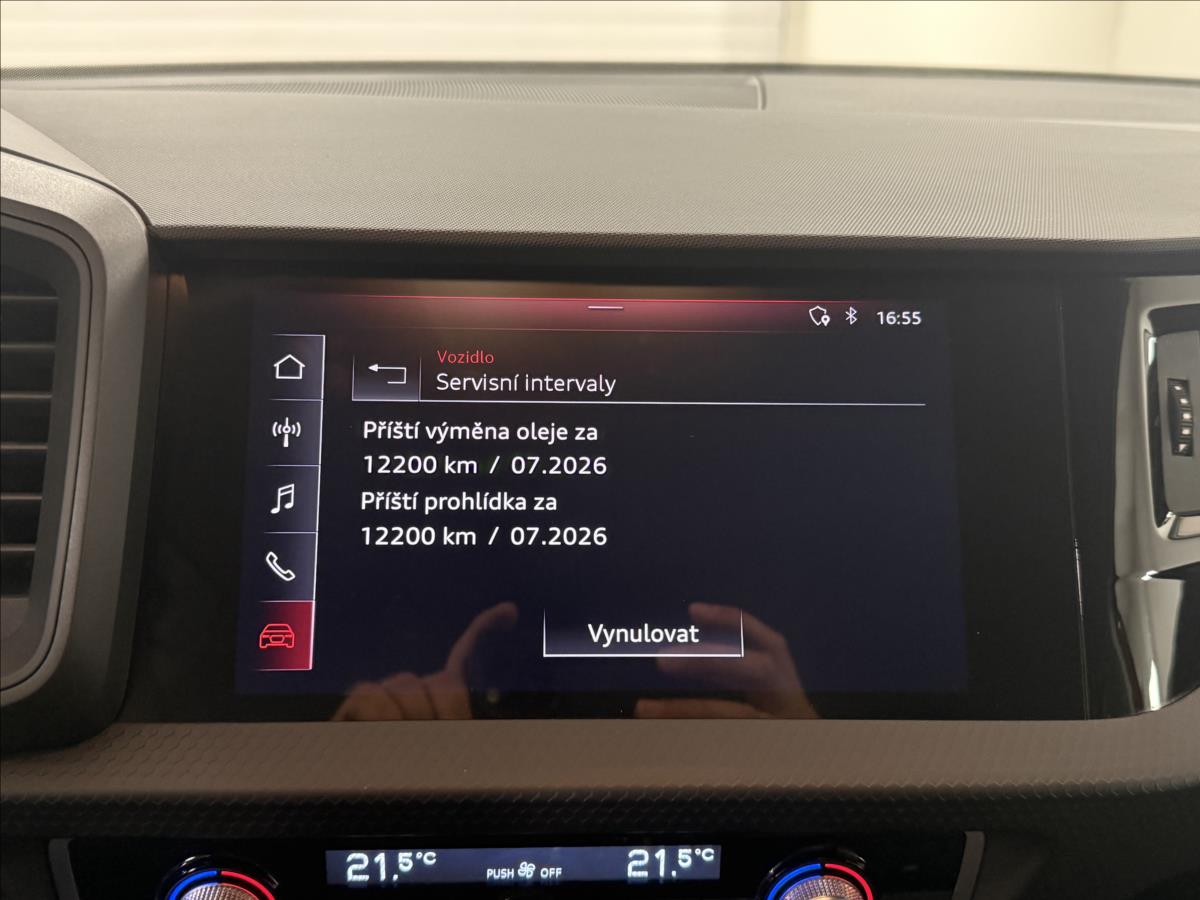 16:55
Vozidlo
Servisní intervaly
Příští výměna oleje za
12200 km / 07.2026
Příští prohlídka za
12200 km / 07.2026
Vynulovat
21.5°C PUSH OFF 21.5°C